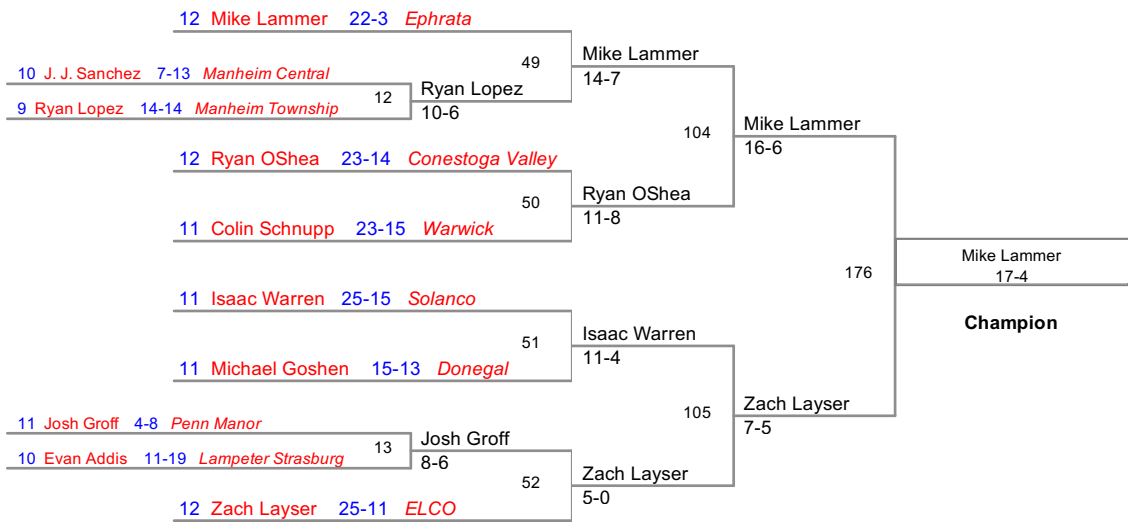 12 Mike Lammer 22-3 Ephrata
49
Mike Lammer
14-7
10 J. J. Sanchez 7-13 Manheim Central
12
Ryan Lopez
10-6
9 Ryan Lopez 14-14 Manheim Township
104
Mike Lammer
16-6
12 Ryan OShea 23-14 Conestoga Valley
50
Ryan OShea
11-8
11 Colin Schnupp 23-15 Warwick
176
Mike Lammer
17-4
Champion
11 Isaac Warren 25-15 Solanco
51
Isaac Warren
11-4
11 Michael Goshen 15-13 Donegal
105
Zach Layser
7-5
11 Josh Groff 4-8 Penn Manor
13
Josh Groff
8-6
10 Evan Addis 11-19 Lampeter Strasburg
52
Zach Layser
5-0
12 Zach Layser 25-11 ELCO